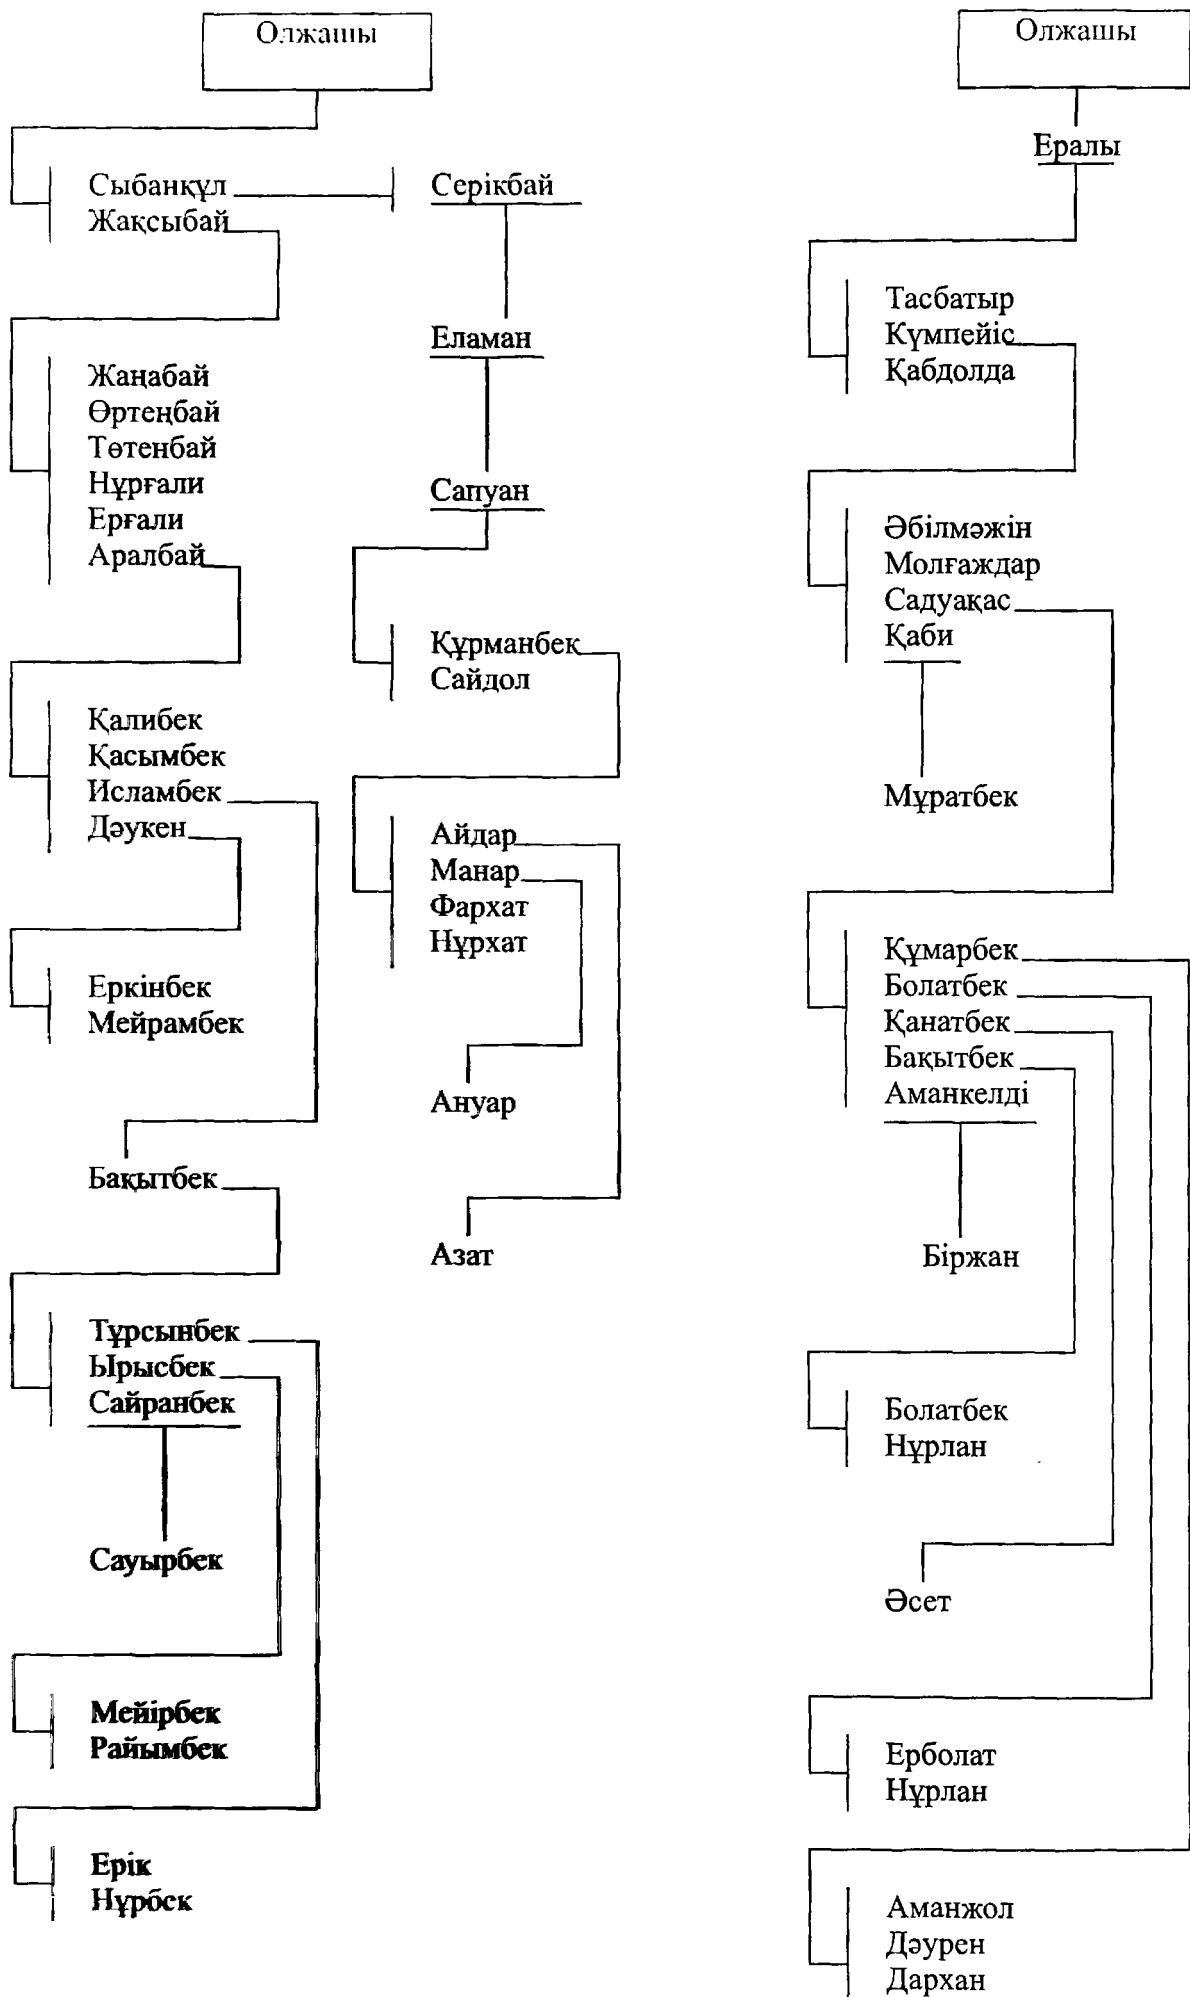 Олжашы
Сыбанқұл
Жақсыбай
Жаңабай
Өртеңбай
Төтенбай
Нұрғали
Ерғали
Аралбай
Қалибек
Қасымбек
Исламбек
Дәукен
Еркінбек
Мейрамбек
Бақытбек
Тұрсынбек
Ырысбек
Сайранбек
Сауырбек
Мейірбек
Райымбек
Ерік
Нұрбек
Серікбай
Еламан
Сапуан
Құрманбек
Сайдол
Айдар
Манар
Фархат
Нұрхат
Ануар
Азат
Олжашы
Ералы
Тасбатыр
Күмпейіс
Қабдолда
Әбілмәжін
Молғаждар
Садуақас
Қаби
Мұратбек
Құмарбек
Болатбек
Қанатбек
Бақытбек
Аманкелді
Біржан
Болатбек
Нұрлан
Әсет
Ерболат
Нұрлан
Аманжол
Дәурен
Дархан